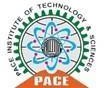 PACE INSTITUTE OF TECHNOLOGY & SCIENCES
PACE